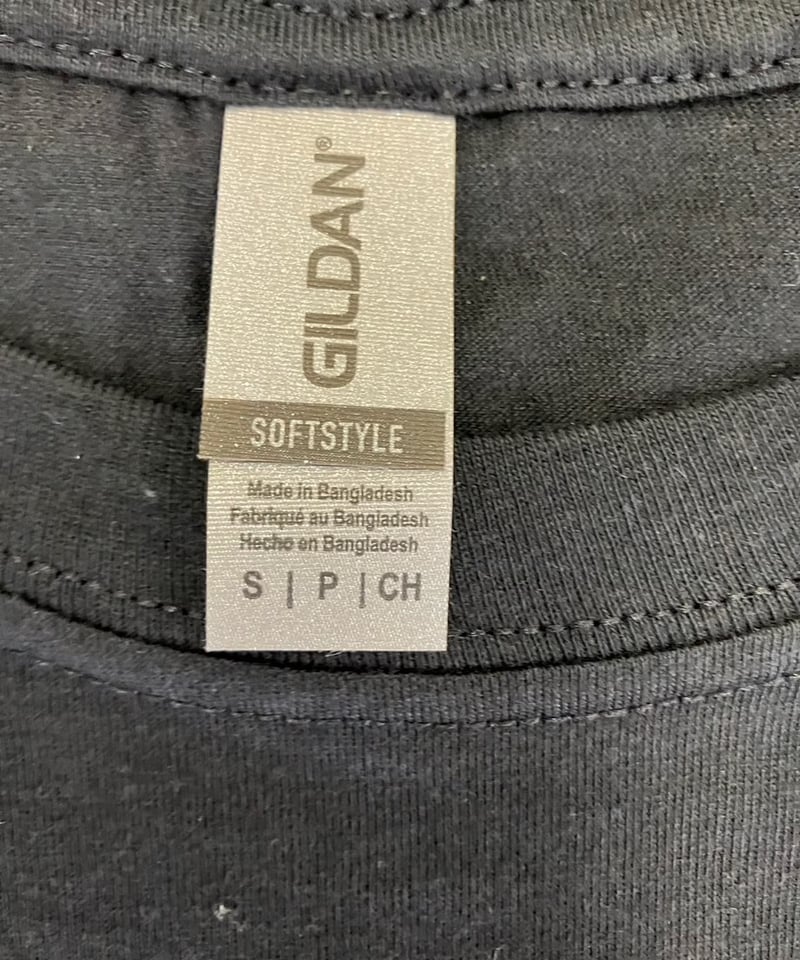 GILDAN®
SOFTSTYLE
Made in Bangladesh
Fabriqué au Bangladesh
Hecho en Bangladesh
S | P | CH